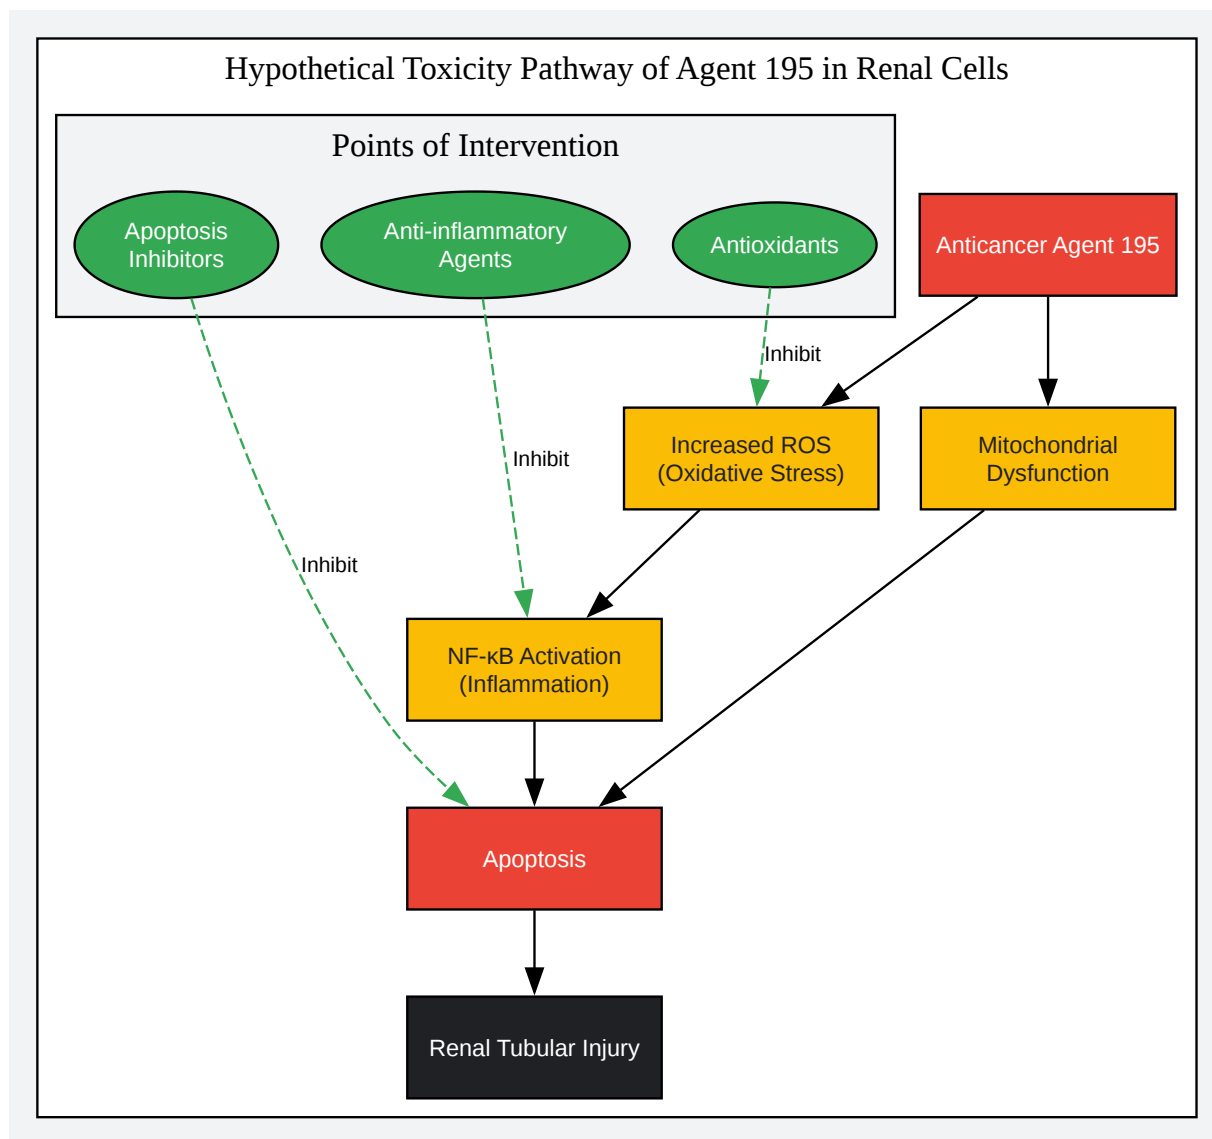 Hypothetical Toxicity Pathway of Agent 195 in Renal Cells
Points of Intervention
Apoptosis
Inhibitors
Anti-inflammatory
Agents
Antioxidants
Anticancer Agent 195
Inhibit
Increased ROS
(Oxidative Stress)
Mitochondrial
Dysfunction
Inhibit
Inhibit
NF-κB Activation
(Inflammation)
Apoptosis
Renal Tubular Injury